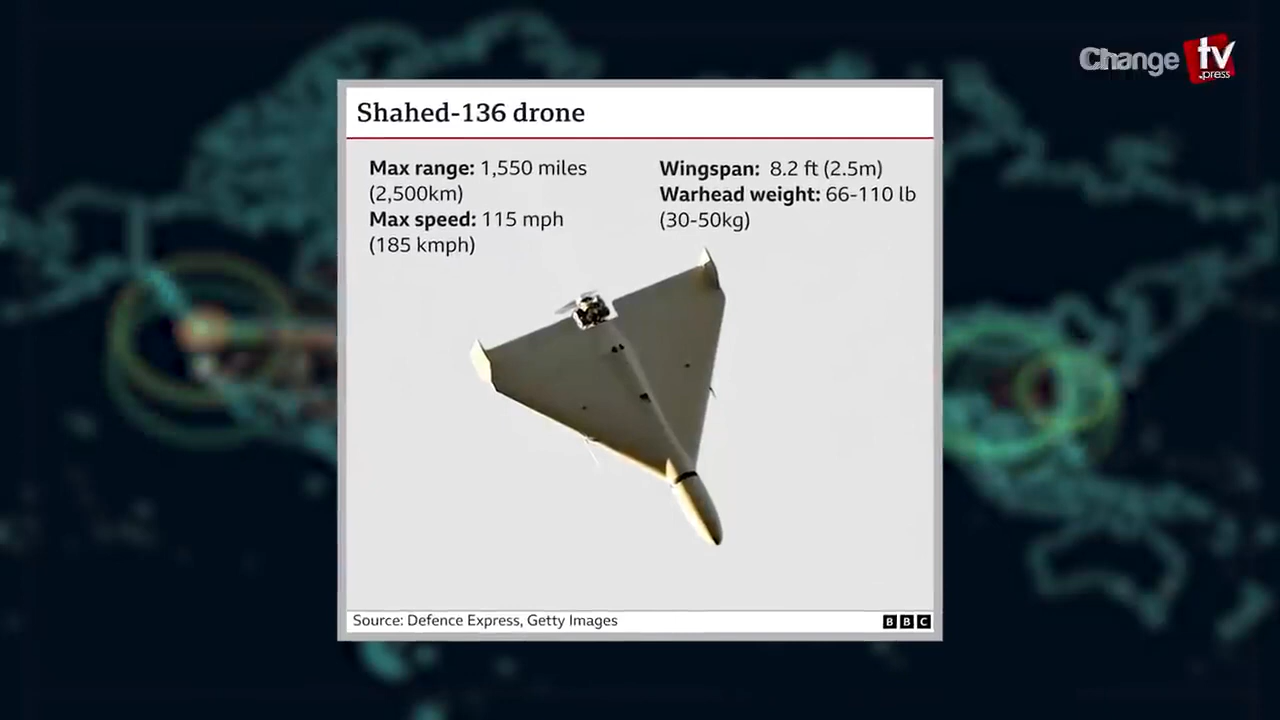 Change tv
.press
Shahed-136 drone
Max range: 1,550 miles
(2,500km)
Max speed: 115 mph
(185 kmph)
Wingspan: 8.2 ft (2.5m)
Warhead weight: 66-110 lb
(30-50kg)
Source: Defence Express, Getty Images
BBC